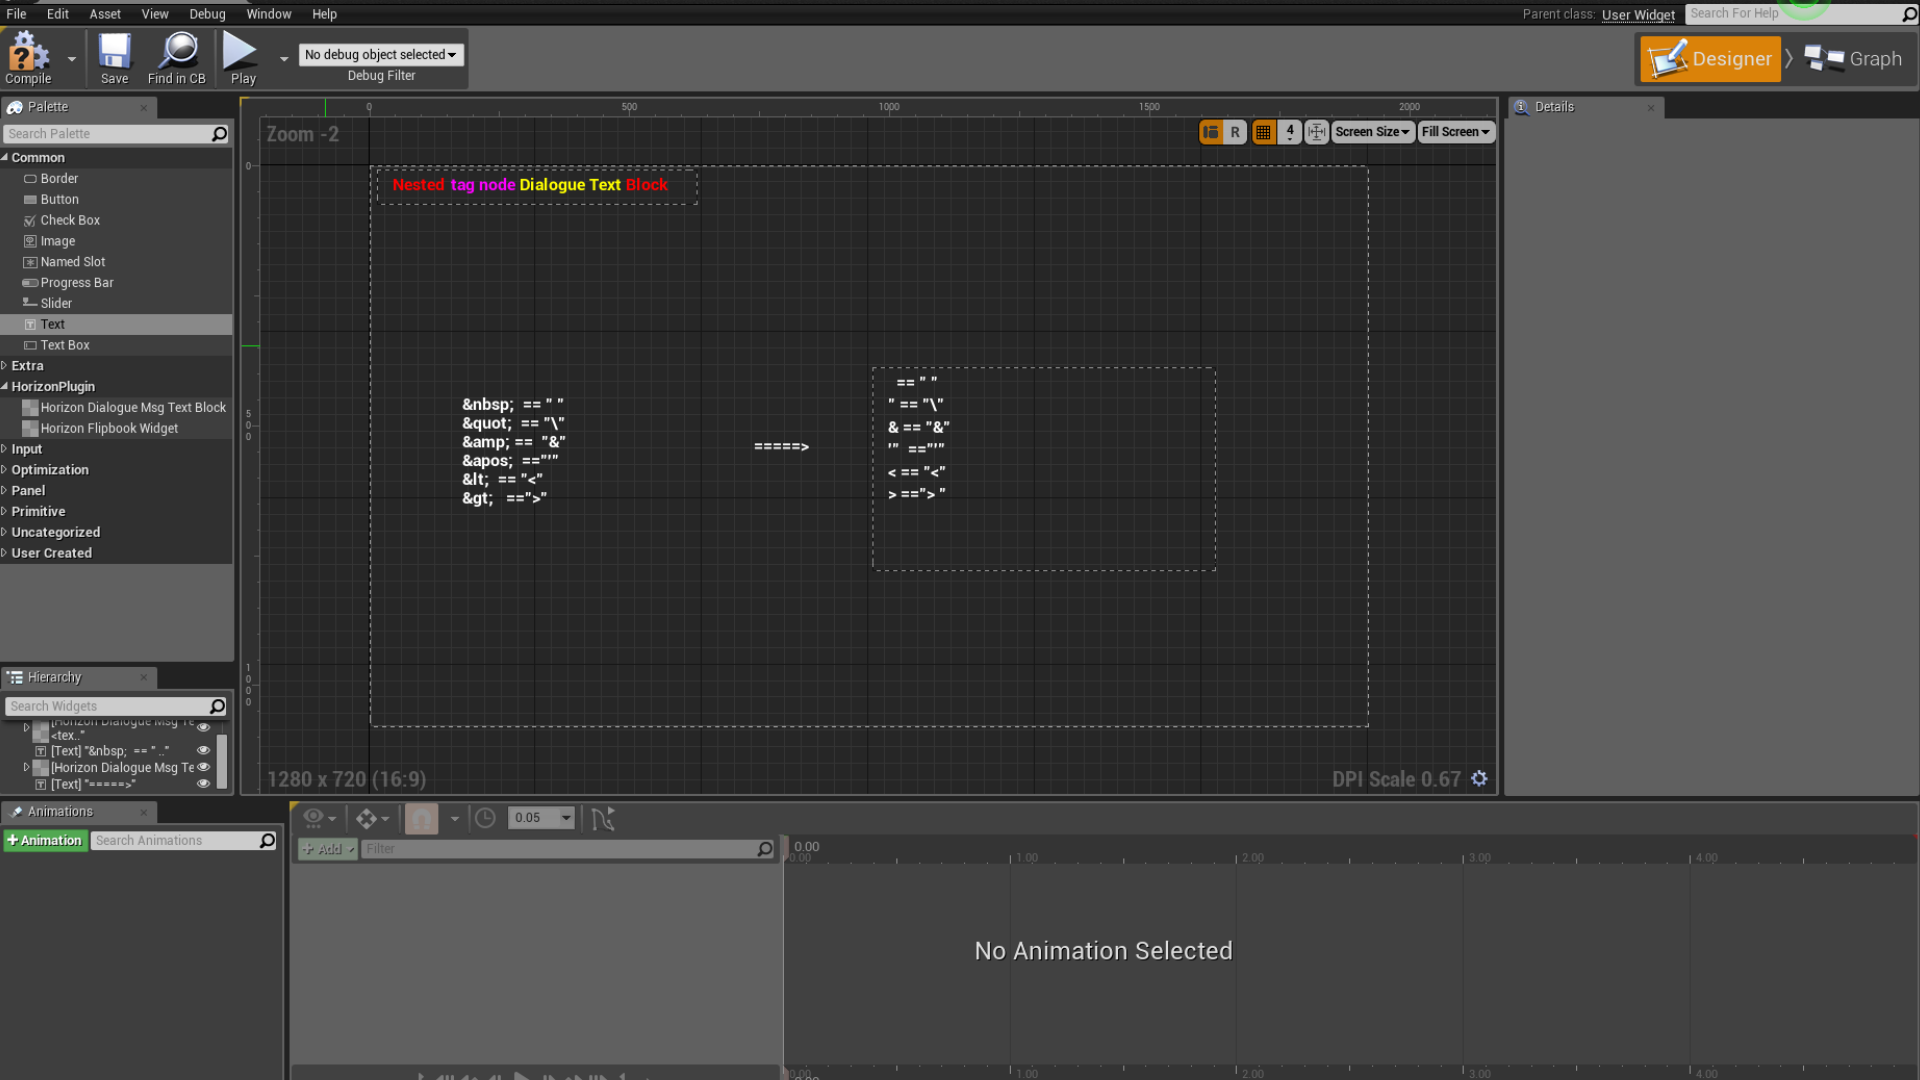 File Edit Asset View Debug Window Help
Parent class: User Widget
Search For Help
Compile
Save
Find in CB
Play
No debug object selected
Debug Filter
Designer
Graph
Palette
Search Palette
Common
Border
Button
Check Box
Image
Named Slot
Progress Bar
Slider
Text
Text Box
Extra
HorizonPlugin
Horizon Dialogue Msg Text Block
Horizon Flipbook Widget
Input
Optimization
Panel
Primitive
Uncategorized
User Created
Hierarchy
Search Widgets
[Horizon Dialogue Msg Te
<tex.."
[Text] "&nbsp;  == " .."
[Horizon Dialogue Msg Te
[Text] "=====>"
0 500 1000 1500 2000
Zoom -2
R
4
Screen Size
Fill Screen
0
500
1000
Nested tag node Dialogue Text Block
&nbsp;  == " "
&quot;  == "\"
&amp; ==  "&"
&apos;  =="'"
&lt;  == "<"
&gt;   ==">"
=====>
== " "
" == "\"
& == "&"
'"  =="'"
< == "<"
> =="> "
1280 x 720 (16:9)
DPI Scale 0.67
Details
Animations
+Animation
Search Animations
0.05
+ Add
Filter
0.00
0.00 1.00 2.00 3.00 4.00
No Animation Selected
0.00 1.00 2.00 3.00 4.00
0.00